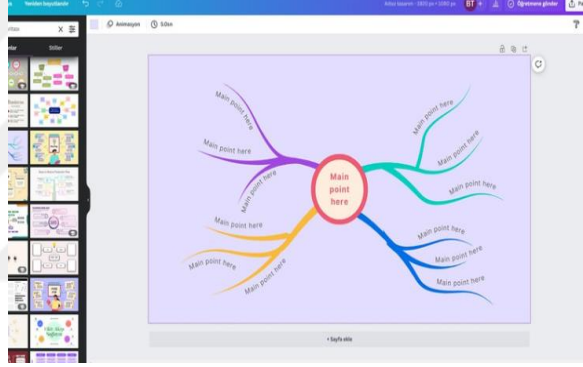 Yeniden boyutlandır
BT
+
Öğretmene gönder
Animasyon
5.0sn
Stiller
Main point here
Main point here
Main point here
Main point here
Main point here
Main point here
Main
point
here
Main point here
Main point here
Main point here
Main point here
Main point here
Main point here
+ Sayfa ekle